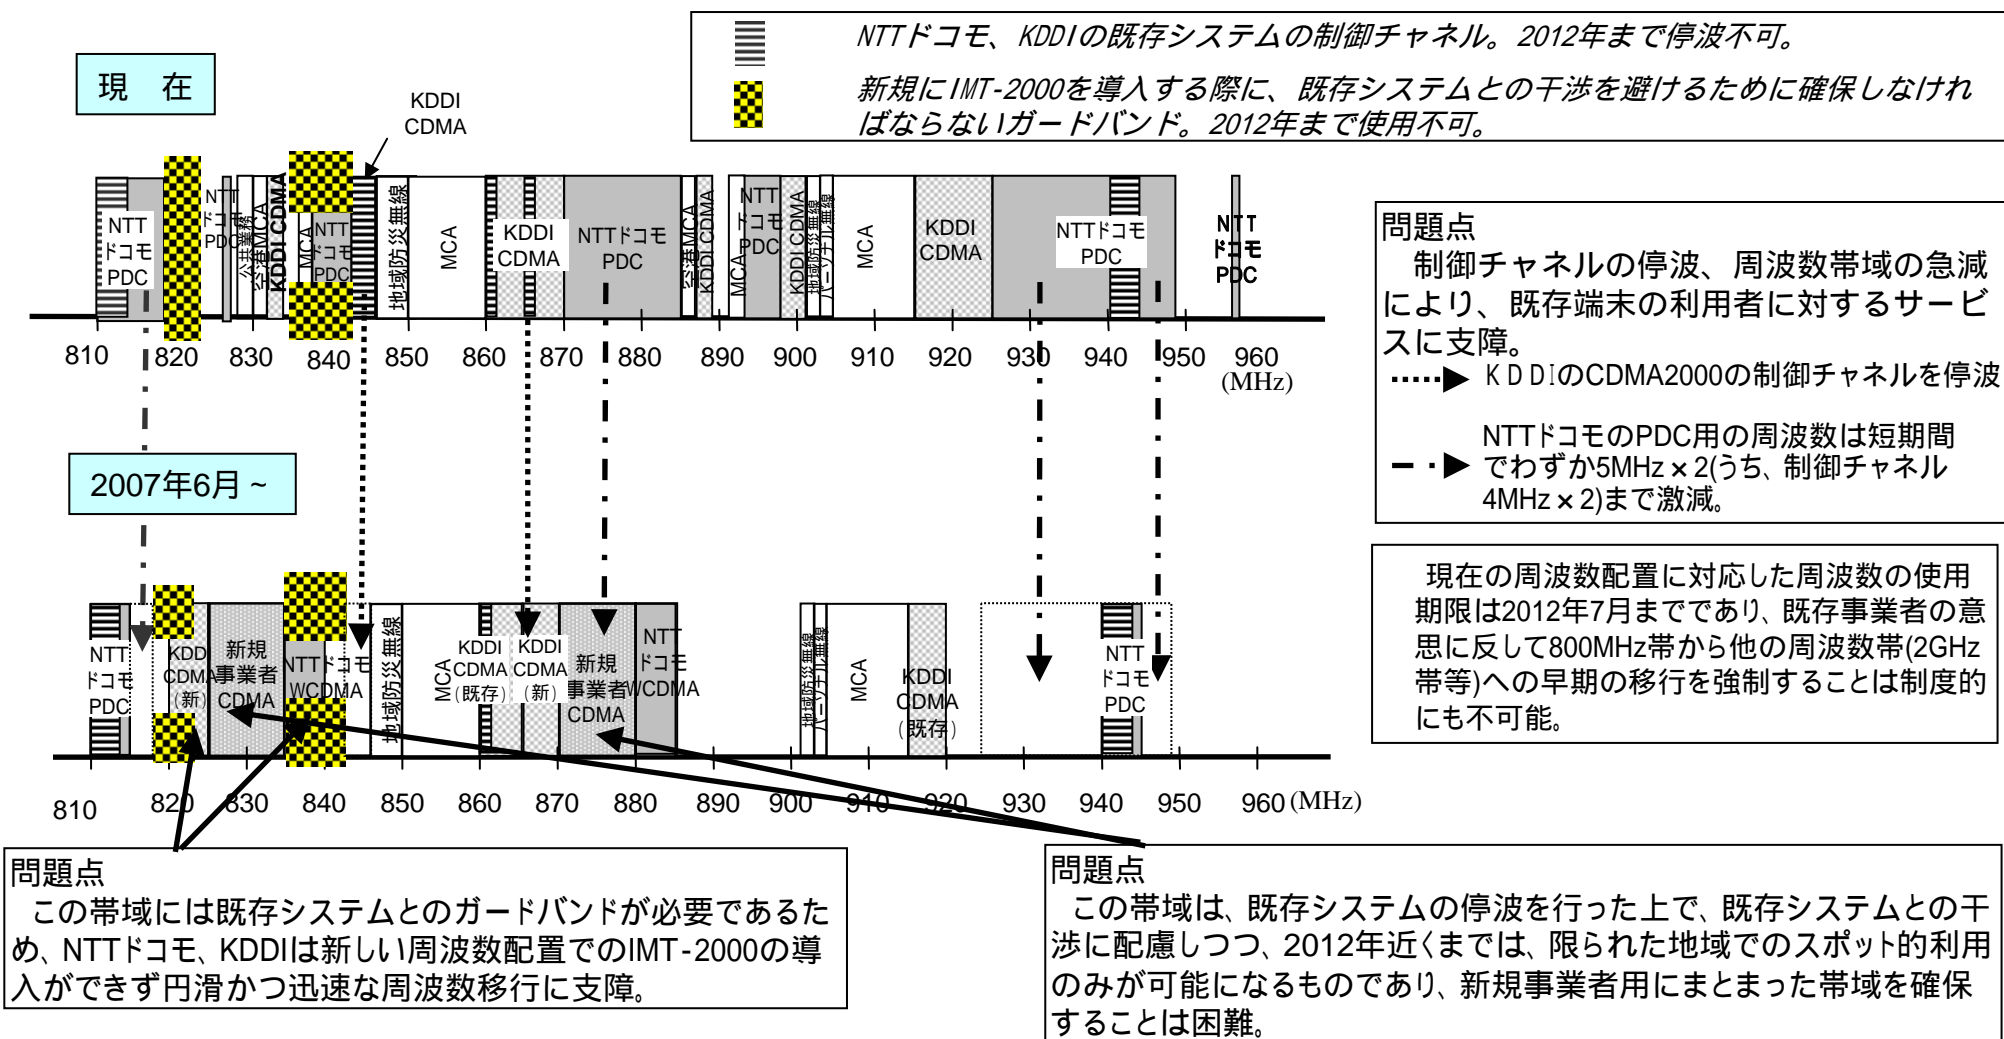 NTTドコモ、KDDIの既存システムの制御チャネル。2012年まで停波不可。
新規にIMT-2000を導入する際に、既存システムとの干渉を避けるために確保しなけれ
ばならないガードバンド。2012年まで使用不可。
現 在
KDDI
CDMA
NTT
ドコモ
PDC
NTT
ドコモ
PDC
公共業務
空港MCA
KDDI CDMA
MCA
NTT
ドコモ
PDC
地域防災無線
MCA
KDDI
CDMA
NTTドコモ
PDC
空港MCA
KDDI CDMA
MCA
NTT
ドコモ
PDC
KDDI CDMA
地域防災無線
パーソナル無線
MCA
KDDI
CDMA
NTTドコモ
PDC
NTT
ドコモ
PDC
810 820 830 840 850 860 870 880 890 900 910 920 930 940 950 960
(MHz)
問題点
制御チャネルの停波、周波数帯域の急減
により、既存端末の利用者に対するサービ
スに支障。
KDDIのCDMA2000の制御チャネルを停波
NTTドコモのPDC用の周波数は短期間
でわずか5MHz×2(うち、制御チャネル
4MHz×2)まで激減。
2007年6月~
現在の周波数配置に対応した周波数の使用
期限は2012年7月までであり、既存事業者の意
思に反して800MHz帯から他の周波数帯(2GHz
帯等)への早期の移行を強制することは制度的
にも不可能。
NTT
ドコモ
PDC
KDDI
CDMA
(新)
新規
事業者
CDMA
NTTドコモ
WCDMA
地域防災無線
MCA
KDDI
CDMA
(既存)
KDDI
CDMA
(新)
新規
事業者
CDMA
NTT
ドコモ
WCDMA
地域防災無線
パーソナル無線
MCA
KDDI
CDMA
(既存)
NTT
ドコモ
PDC
810 820 830 840 850 860 870 880 890 900 910 920 930 940 950 960 (MHz)
問題点
この帯域には既存システムとのガードバンドが必要であるた
め、NTTドコモ、KDDIは新しい周波数配置でのIMT-2000の導
入ができず円滑かつ迅速な周波数移行に支障。
問題点
この帯域は、既存システムの停波を行った上で、既存システムとの干
渉に配慮しつつ、2012年近くまでは、限られた地域でのスポット的利用
のみが可能になるものであり、新規事業者用にまとまった帯域を確保
することは困難。